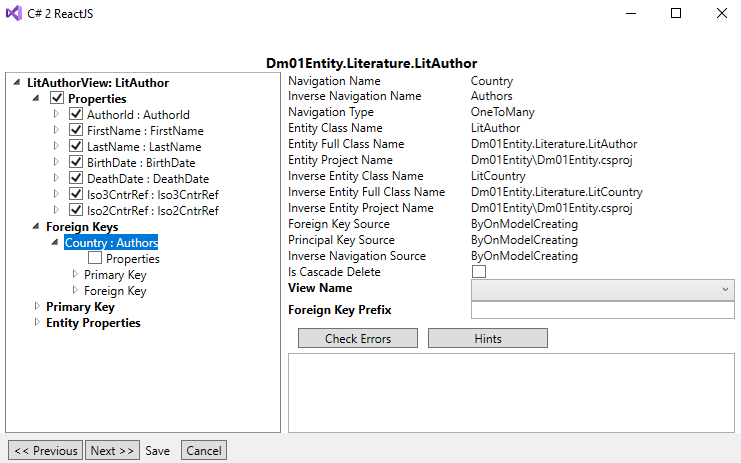 C# 2 ReactJS
Dm01Entity.Literature.LitAuthor
LitAuthorView: LitAuthor
Properties
AuthorId : AuthorId
FirstName : FirstName
LastName : LastName
BirthDate : BirthDate
DeathDate : DeathDate
Iso3CntrRef : Iso3CntrRef
Iso2CntrRef : Iso2CntrRef
Foreign Keys
Country : Authors
Properties
Primary Key
Foreign Key
Primary Key
Entity Properties
Navigation Name Country
Inverse Navigation Name Authors
Navigation Type OneToMany
Entity Class Name LitAuthor
Entity Full Class Name Dm01Entity.Literature.LitAuthor
Entity Project Name Dm01Entity\Dm01Entity.csproj
Inverse Entity Class Name LitCountry
Inverse Entity Full Class Name Dm01Entity.Literature.LitCountry
Inverse Entity Project Name Dm01Entity\Dm01Entity.csproj
Foreign Key Source ByOnModelCreating
Principal Key Source ByOnModelCreating
Inverse Navigation Source ByOnModelCreating
Is Cascade Delete
View Name
Foreign Key Prefix
Check Errors Hints
<< Previous Next >> Save Cancel